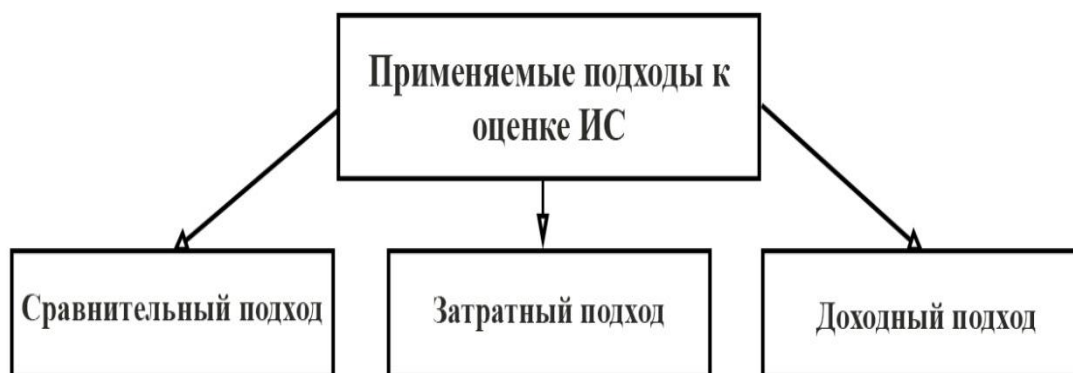 Применяемые подходы к
оценке ИС
Сравнительный подход
Затратный подход
Доходный подход